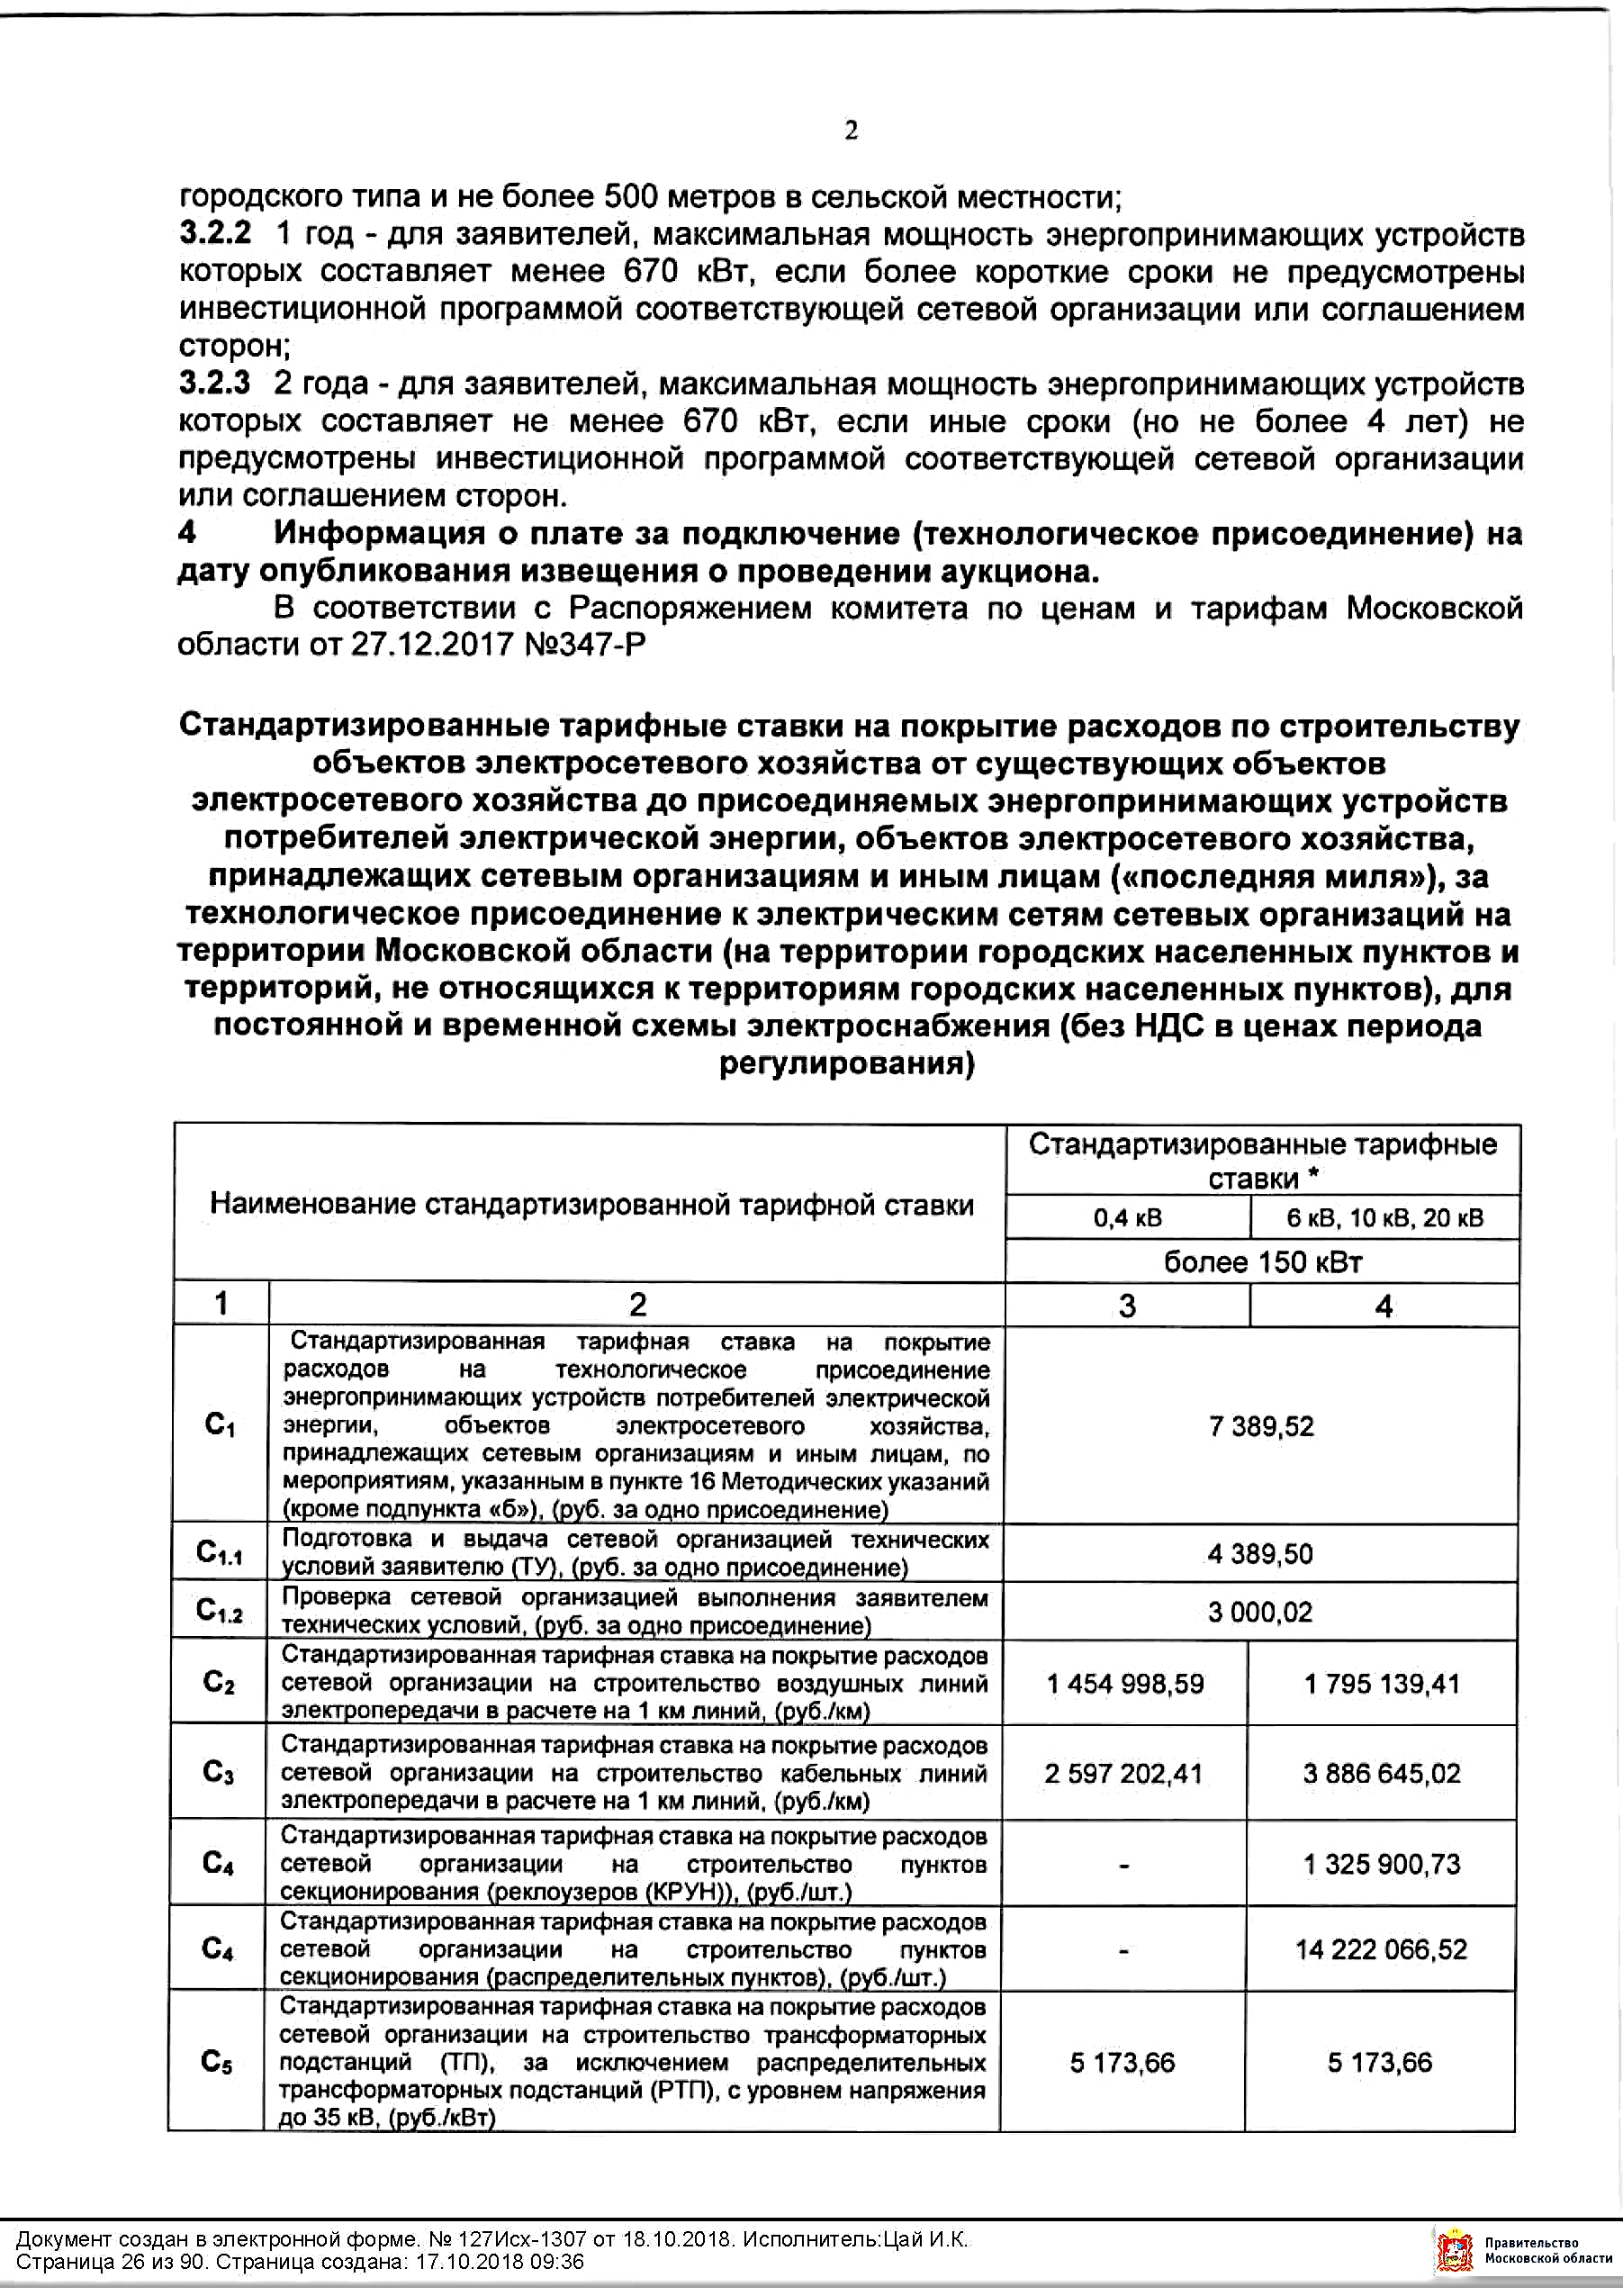 2
городского типа и не более 500 метров в сельской местности;
3.2.2 1 год - для заявителей, максимальная мощность энергопринимающих устройств
которых составляет менее 670 кВт, если более короткие сроки не предусмотрены
инвестиционной программой соответствующей сетевой организации или соглашением
сторон;
3.2.3 2 года - для заявителей, максимальная мощность энергопринимающих устройств
которых составляет не менее 670 кВт, если иные сроки (но не более 4 лет) не
предусмотрены инвестиционной программой соответствующей сетевой организации
или соглашением сторон.
4 Информация о плате за подключение (технологическое присоединение) на
дату опубликования извещения о проведении аукциона.
В соответствии с Распоряжением комитета по ценам и тарифам Московской
области от 27.12.2017 №347-Р
Стандартизированные тарифные ставки на покрытие расходов по строительству
объектов электросетевого хозяйства от существующих объектов
электросетевого хозяйства до присоединяемых энергопринимающих устройств
потребителей электрической энергии, объектов электросетевого хозяйства,
принадлежащих сетевым организациям и иным лицам («последняя миля»), за
технологическое присоединение к электрическим сетям сетевых организаций на
территории Московской области (на территории городских населенных пунктов и
территорий, не относящихся к территориям городских населенных пунктов), для
постоянной и временной схемы электроснабжения (без НДС в ценах периода
регулирования)
Наименование стандартизированной тарифной ставки
Стандартизированные тарифные
ставки *
0,4 кВ 6 кВ, 10 кВ, 20 кВ
более 150 кВт
1 2 3 4
С1
Стандартизированная тарифная ставка на покрытие
расходов на технологическое присоединение
энергопринимающих устройств потребителей электрической
энергии, объектов электросетевого хозяйства,
принадлежащих сетевым организациям и иным лицам, по
мероприятиям, указанным в пункте 16 Методических указаний
(кроме подпункта «б»), (руб. за одно присоединение)
7 389,52
С1.1
Подготовка и выдача сетевой организацией технических
условий заявителю (ТУ), (руб. за одно присоединение)
4 389,50
С1.2
Проверка сетевой организацией выполнения заявителем
технических условий, (руб. за одно присоединение)
3 000,02
С2
Стандартизированная тарифная ставка на покрытие расходов
сетевой организации на строительство воздушных линий
электропередачи в расчете на 1 км линий, (руб./км)
1 454 998,59 1 795 139,41
С3
Стандартизированная тарифная ставка на покрытие расходов
сетевой организации на строительство кабельных линий
электропередачи в расчете на 1 км линий, (руб./км)
2 597 202,41 3 886 645,02
С4
Стандартизированная тарифная ставка на покрытие расходов
сетевой организации на строительство пунктов
секционирования (реклоузеров (КРУН)), (руб./шт.)
- 1 325 900,73
С4
Стандартизированная тарифная ставка на покрытие расходов
сетевой организации на строительство пунктов
секционирования (распределительных пунктов), (руб./шт.)
- 14 222 066,52
С5
Стандартизированная тарифная ставка на покрытие расходов
сетевой организации на строительство трансформаторных
подстанций (ТП), за исключением распределительных
трансформаторных подстанций (РТП), с уровнем напряжения
до 35 кВ, (руб./кВт)
5 173,66 5 173,66
Документ создан в электронной форме. № 127Исх-1307 от 18.10.2018. Исполнитель:Цай И.К.
Страница 26 из 90. Страница создана: 17.10.2018 09:36
Правительство
Московской области